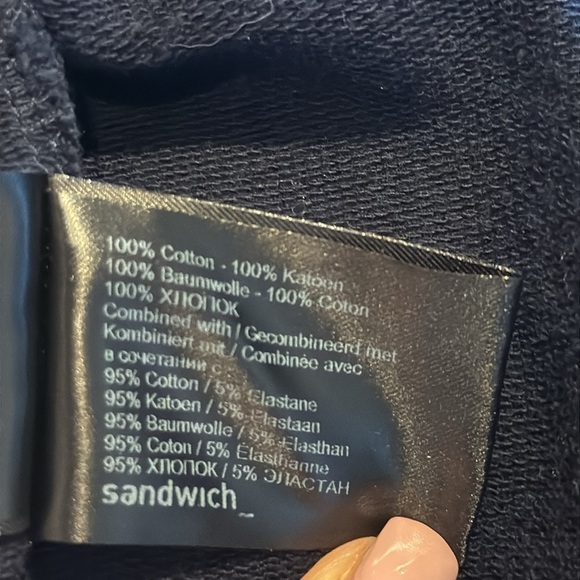 100% Cotton - 100% Katoen
100% Baumwolle - 100% Coton
100% ХЛОПОК
Combined with / Gecombineerd met
Kombiniert mit / Combinée avec
в сочетании с :
95% Cotton / 5% Elastane
95% Katoen / 5% Elastaan
95% Baumwolle / 5% Elasthan
95% Coton / 5% Élasthanne
95% ХЛОПОК / 5% ЭЛАСТАН
sandwich_